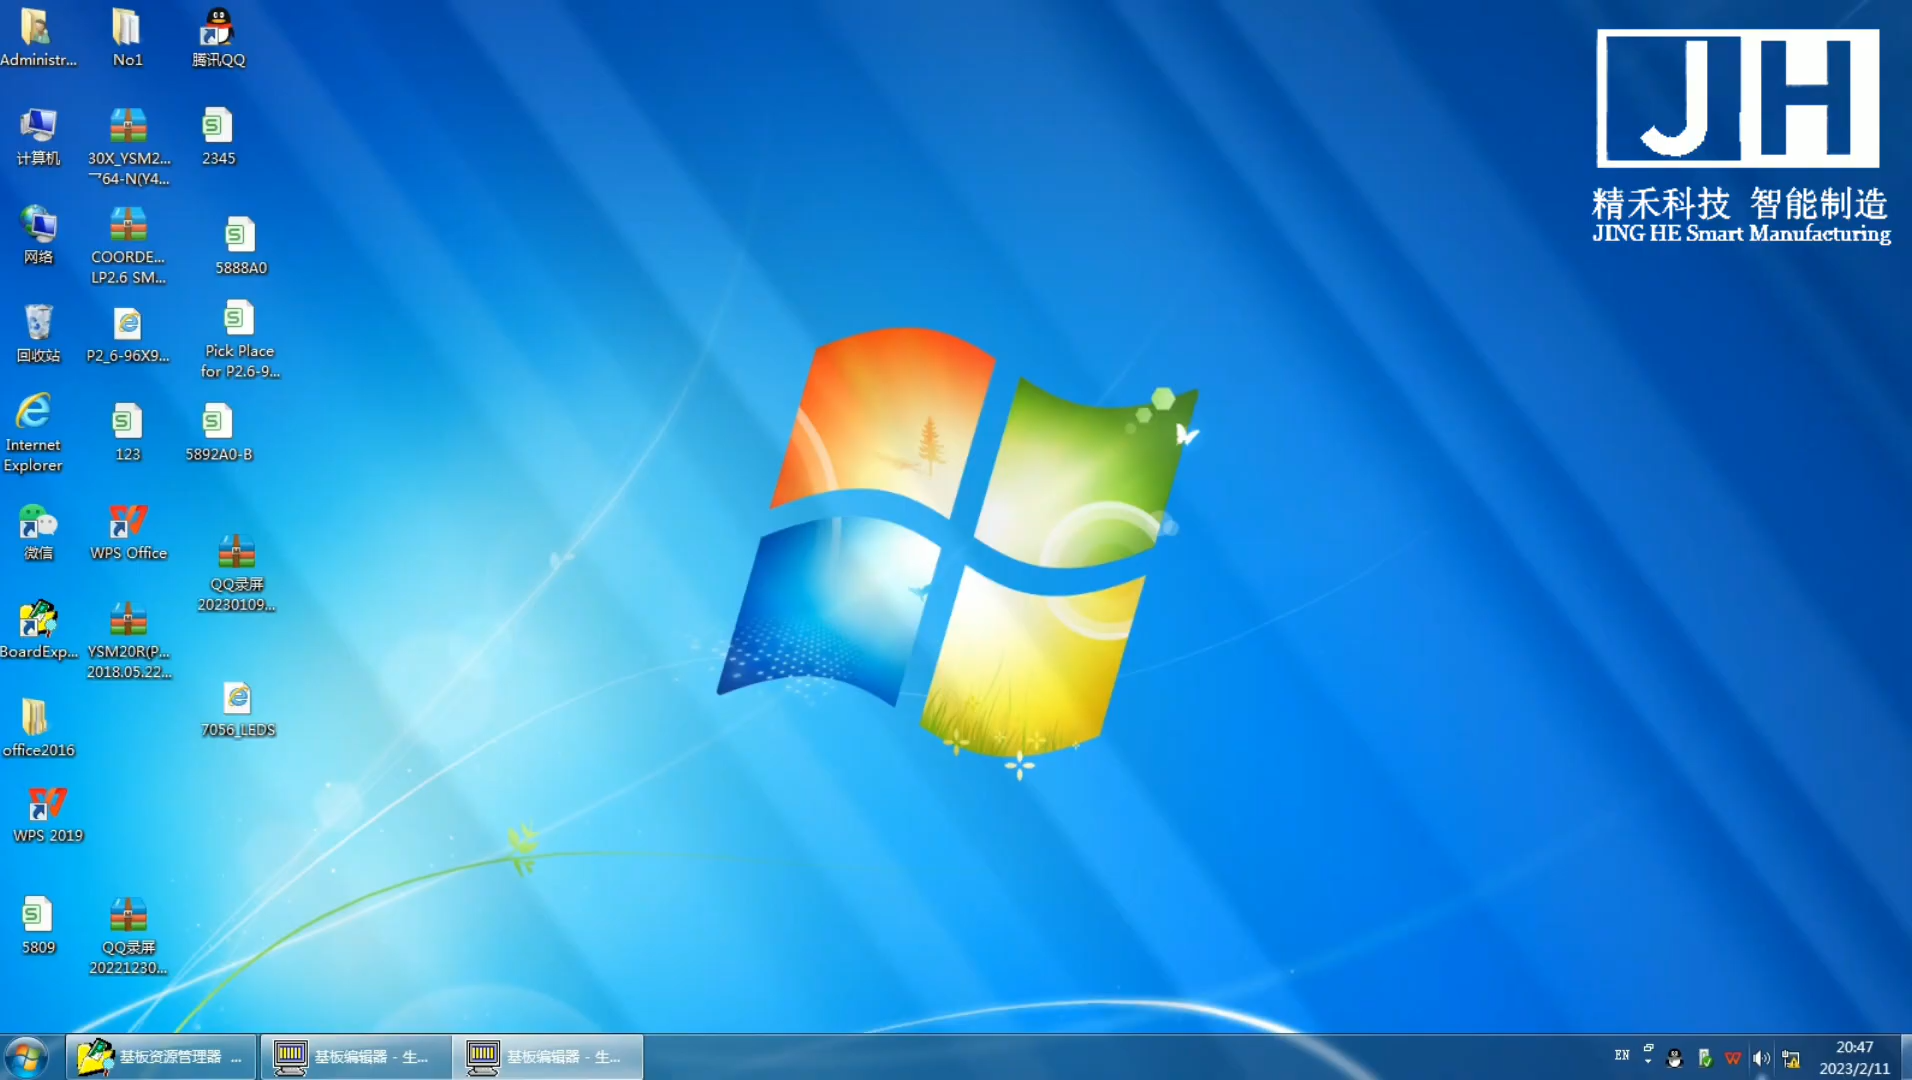 Administr...
No1
腾讯QQ
计算机
30X_YSM2...
64-N(Y4...
2345
网络
COORDE...
LP2.6 SM...
5888A0
回收站
P2_6-96X9...
Pick Place
for P2.6-9...
Internet
Explorer
123
5892A0-B
微信
WPS Office
QQ录屏
20230109...
BoardExp...
YSM20R(P...
2018.05.22...
7056_LEDS
office2016
WPS 2019
5809
QQ录屏
20221230...
JH
精禾科技 智能制造
JING HE Smart Manufacturing
基板资源管理器 ...
基板编辑器 - 生...
基板编辑器 - 生...
EN
20:47
2023/2/11